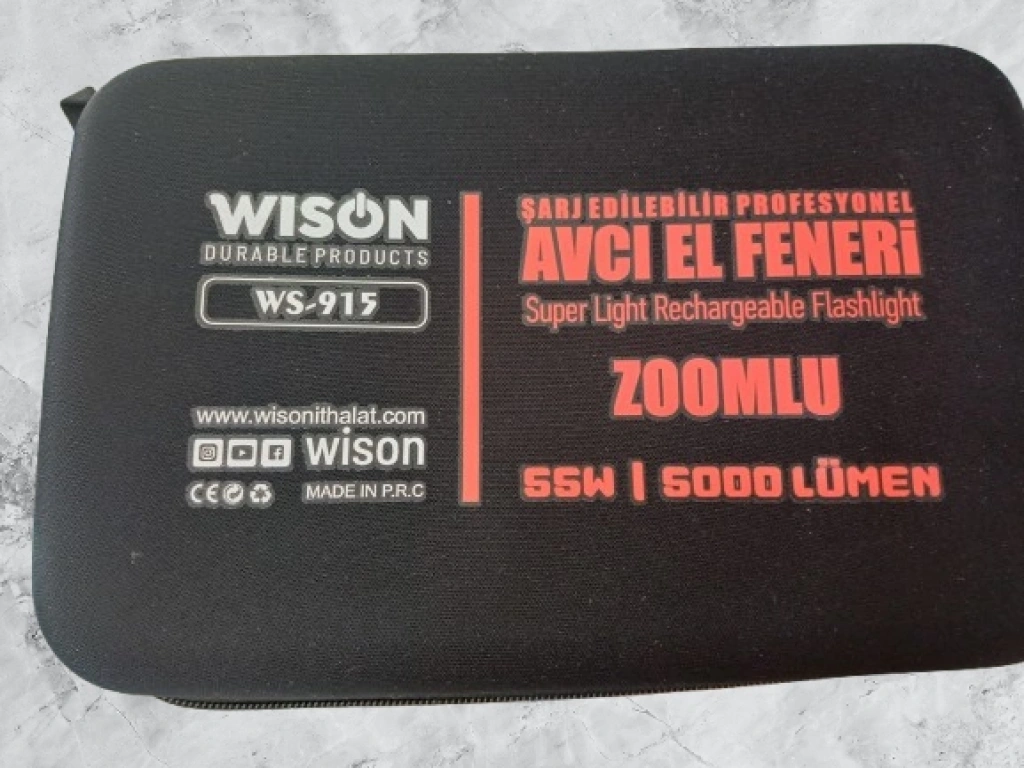 WISON
DURABLE PRODUCTS
WS-915
www.wisonithalat.com
wison
CE
MADE IN P.R.C
ŞARJ EDİLEBİLİR PROFESYONEL
AVCI EL FENERİ
Super Light Rechargeable Flashlight
ZOOMLU
55W | 5000 LÜMEN